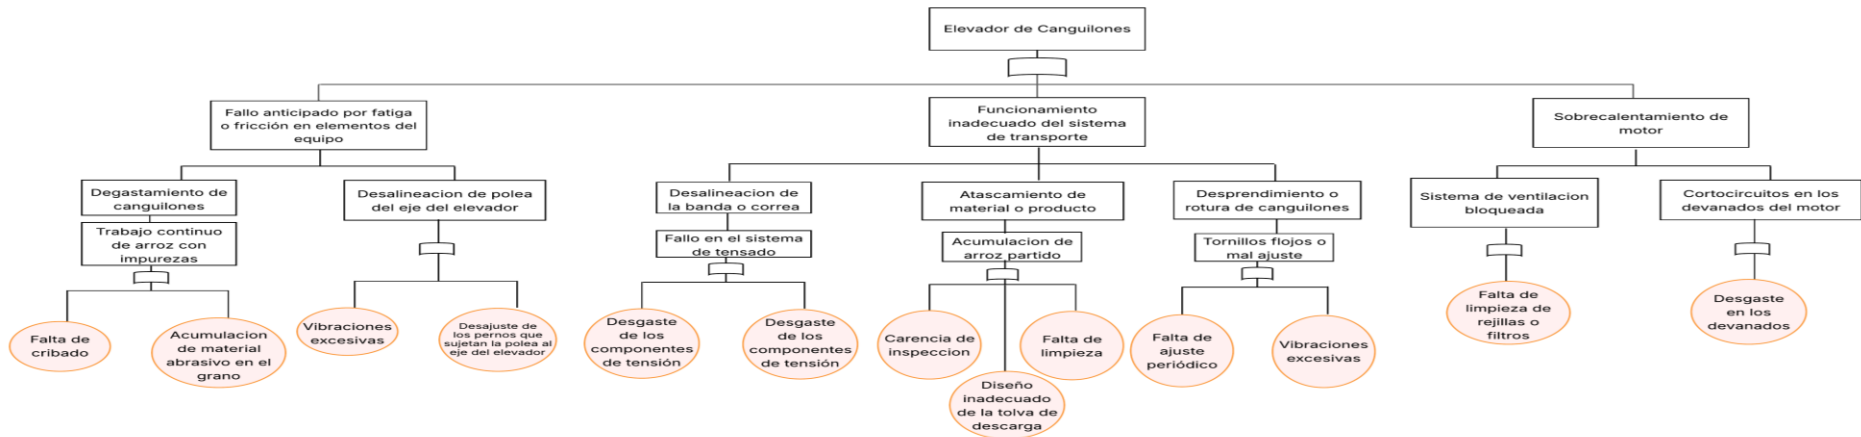 Elevador de Canguilones
Fallo anticipado por fatiga
o fricción en elementos del
equipo
Funcionamiento
inadecuado del sistema
de transporte
Sobrecalentamiento de
motor
Degastamiento de
canguilones
Desalineacion de polea
del eje del elevador
Desalineacion de
la banda o correa
Atascamiento de
material o producto
Desprendimiento o
rotura de canguilones
Sistema de ventilacion
bloqueada
Cortocircuitos en los
devanados del motor
Trabajo continuo
de arroz con
impurezas
Fallo en el sistema
de tensado
Acumulacion de
arroz partido
Tornillos flojos o
mal ajuste
Falta de
cribado
Acumulacion
de material
abrasivo en el
grano
Vibraciones
excesivas
Desajuste de
los pernos que
sujetan la polea al
eje del elevador
Desgaste
de los
componentes
de tensión
Desgaste
de los
componentes
de tensión
Carencia de
inspeccion
Diseño
inadecuado
de la tolva de
descarga
Falta de
limpieza
Falta de
ajuste
periódico
Vibraciones
excesivas
Falta de
limpieza de
rejillas o
filtros
Desgaste
en los
devanados